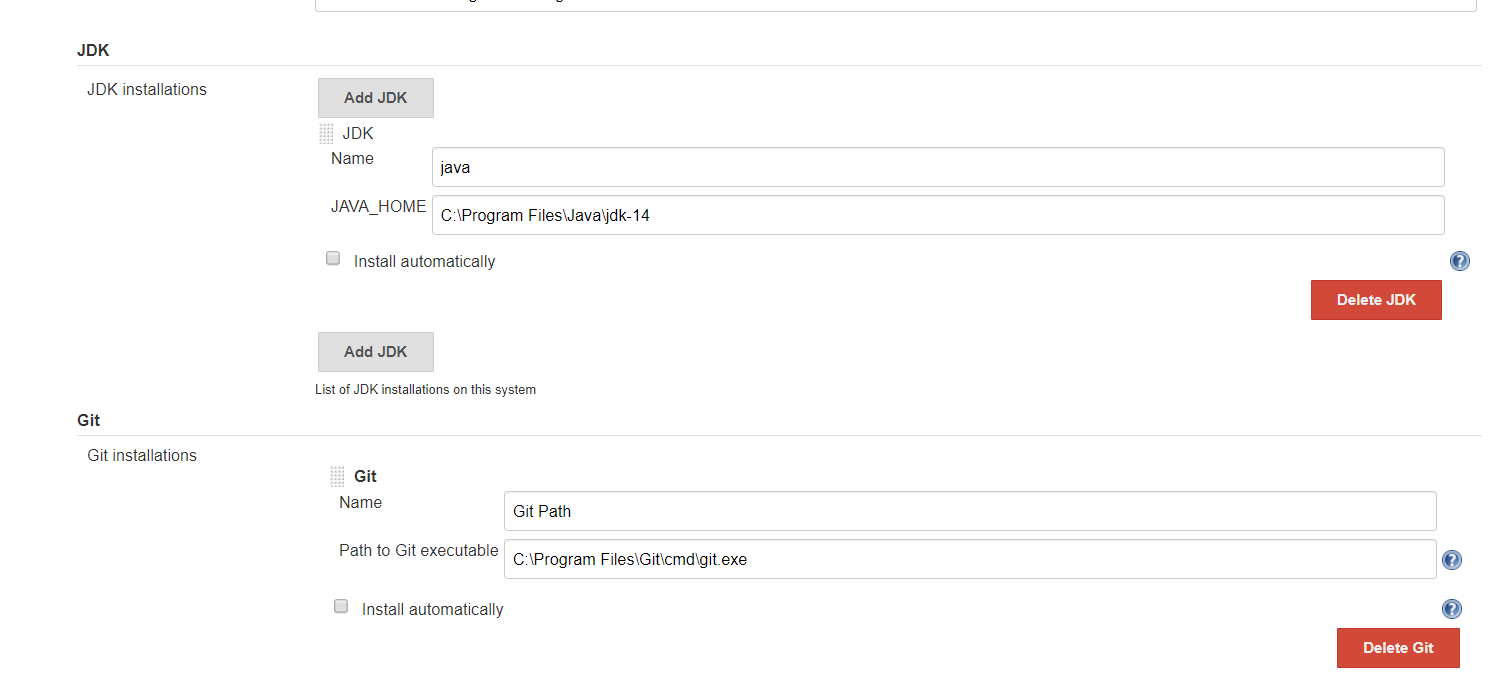 JDK
JDK installations
Add JDK
JDK
Name
java
JAVA_HOME
C:\Program Files\Java\jdk-14
Install automatically
?
Delete JDK
Add JDK
List of JDK installations on this system
Git
Git installations
Git
Name
Git Path
Path to Git executable
C:\Program Files\Git\cmd\git.exe
?
Install automatically
?
Delete Git